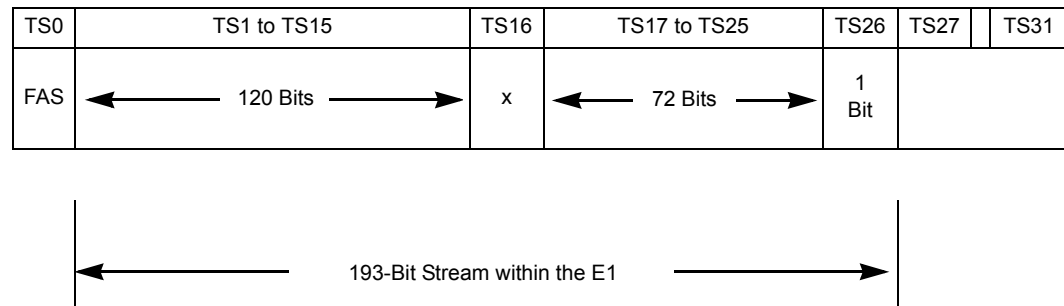 TS0 TS1 to TS15 TS16 TS17 to TS25 TS26 TS27 TS31
FAS 120 Bits x 72 Bits 1 Bit
193-Bit Stream within the E1